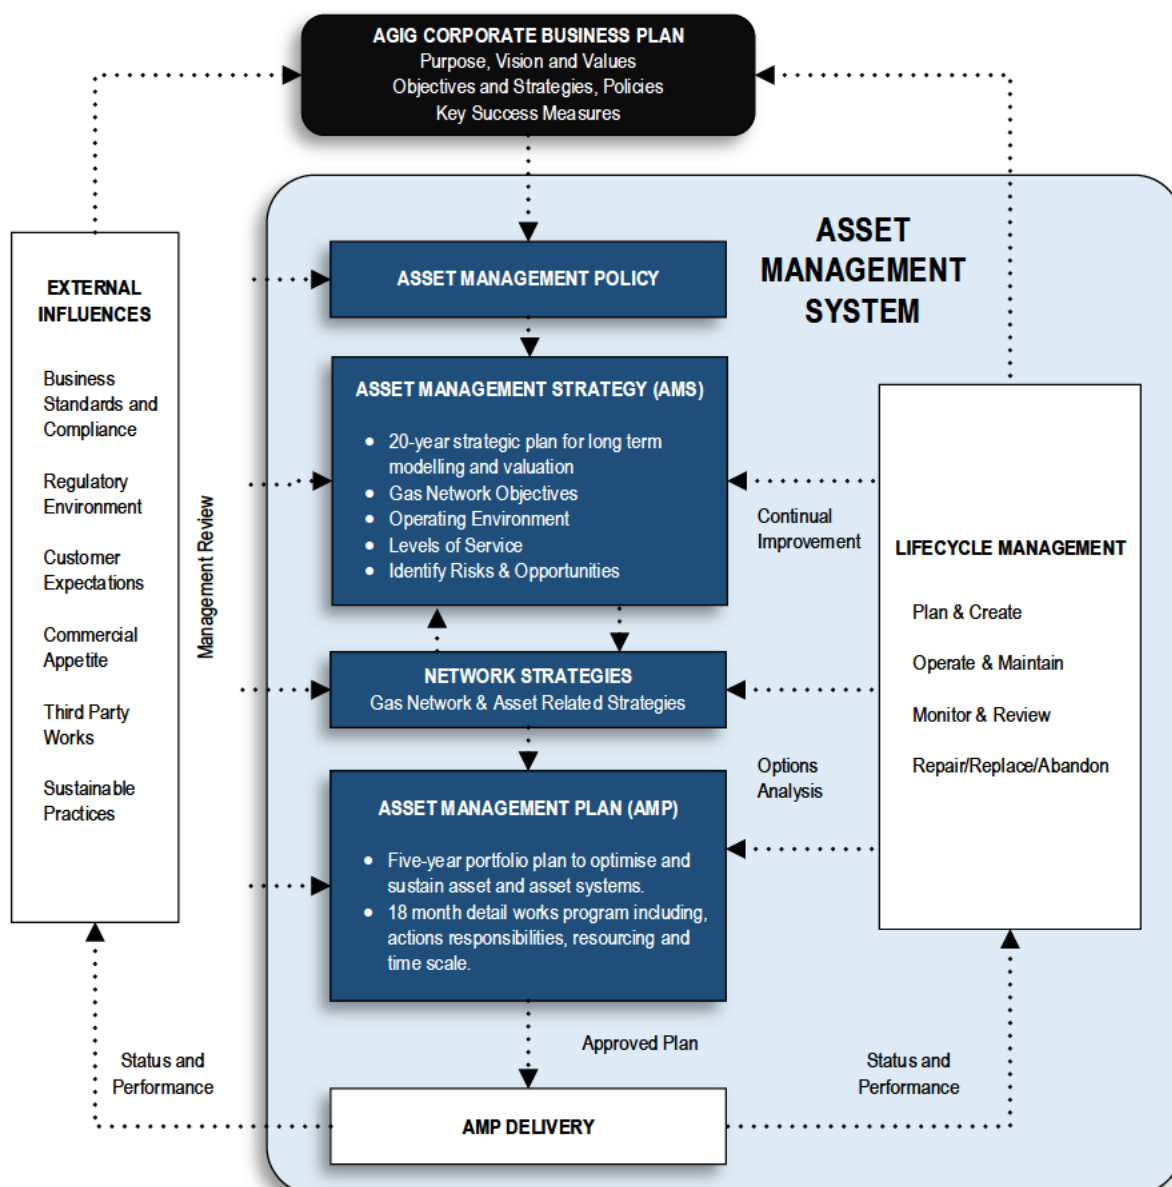 AGIG CORPORATE BUSINESS PLAN
Purpose, Vision and Values
Objectives and Strategies, Policies
Key Success Measures
ASSET
MANAGEMENT
SYSTEM
EXTERNAL
INFLUENCES
Business
Standards and
Compliance
Regulatory
Environment
Customer
Expectations
Commercial
Appetite
Third Party
Works
Sustainable
Practices
Management Review
ASSET MANAGEMENT POLICY
ASSET MANAGEMENT STRATEGY (AMS)
• 20-year strategic plan for long term
modelling and valuation
• Gas Network Objectives
• Operating Environment
• Levels of Service
• Identify Risks & Opportunities
Continual
Improvement
NETWORK STRATEGIES
Gas Network & Asset Related Strategies
Options
Analysis
ASSET MANAGEMENT PLAN (AMP)
• Five-year portfolio plan to optimise and
sustain asset and asset systems.
• 18 month detail works program including,
actions responsibilities, resourcing and
time scale.
LIFECYCLE MANAGEMENT
Plan & Create
Operate & Maintain
Monitor & Review
Repair/Replace/Abandon
Approved Plan
Status and
Performance
AMP DELIVERY
Status and
Performance